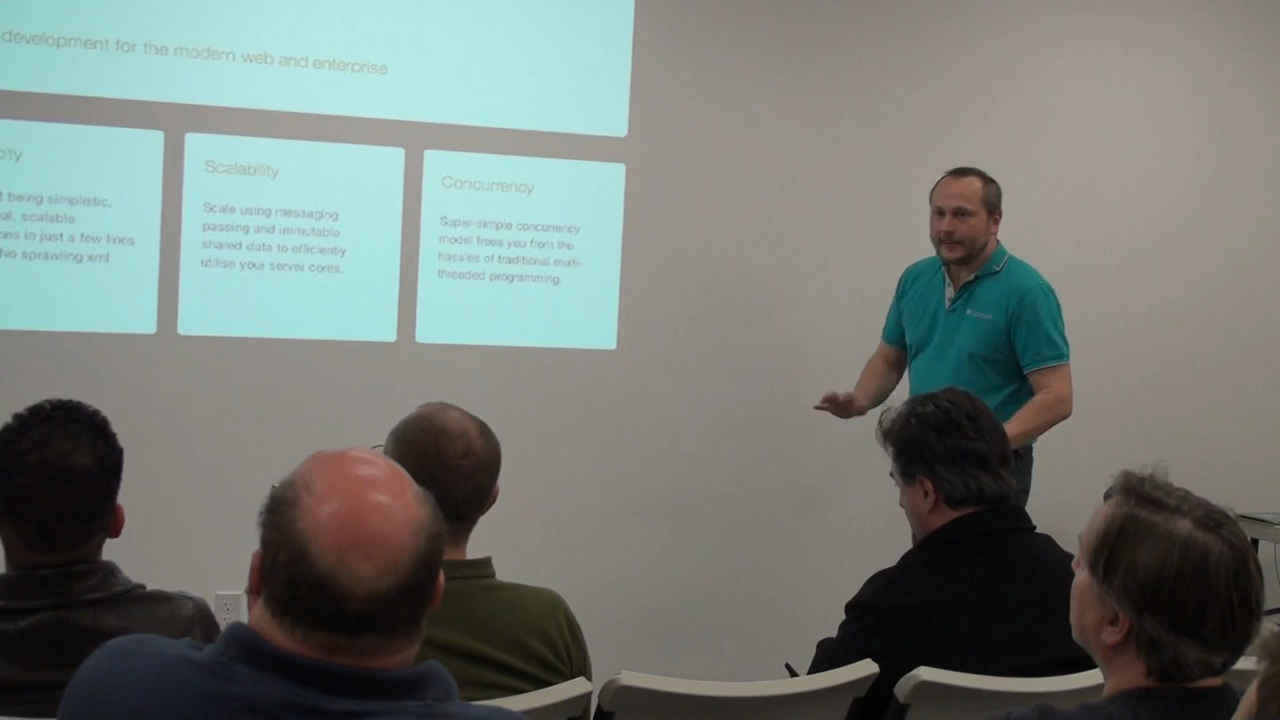 development for the modern web and enterprise
being simplistic,
scalable
ons in just a few lines
No sprawling xml
Scalability
Scale using messaging
passing and immutable
shared data to efficiently
utilise your server cores.
Concurrency
Super-simple concurrency
model frees you from the
hassles of traditional multi-
threaded programming.